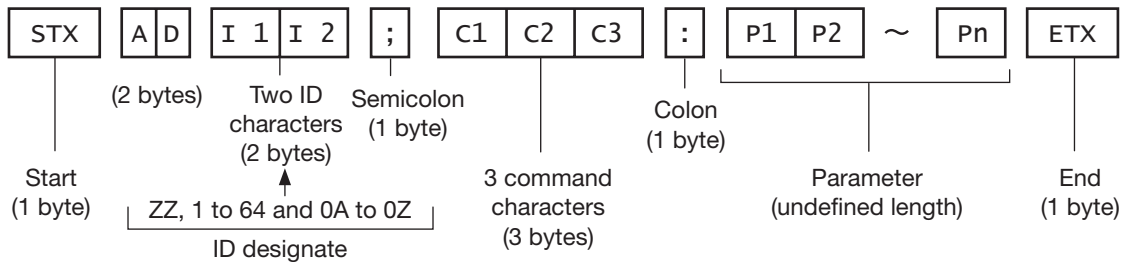 STX A D I 1 I 2 ; C1 C2 C3 : P1 P2 ～ Pn ETX
(2 bytes)
Two ID
characters
(2 bytes)
Semicolon
(1 byte)
Colon
(1 byte)
Start
(1 byte)
ZZ, 1 to 64 and 0A to 0Z
ID designate
3 command
characters
(3 bytes)
Parameter
(undefined length)
End
(1 byte)